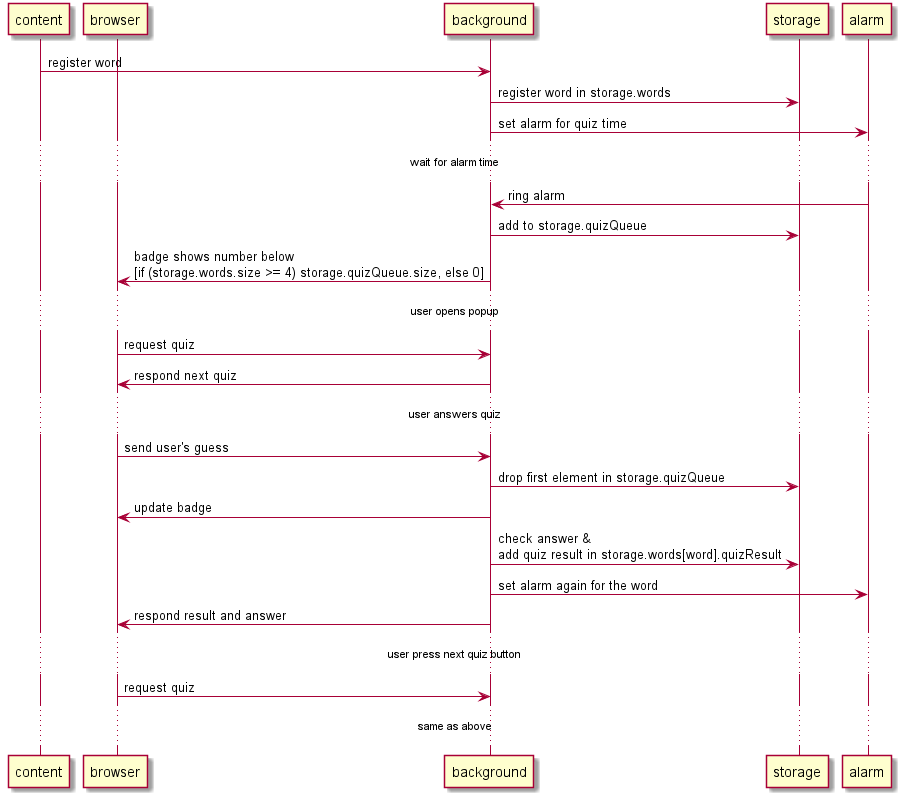 content browser background storage alarm
register word
register word in storage.words
set alarm for quiz time
wait for alarm time
ring alarm
add to storage.quizQueue
badge shows number below
[if (storage.words.size >= 4) storage.quizQueue.size, else 0]
user opens popup
request quiz
respond next quiz
user answers quiz
send user's guess
drop first element in storage.quizQueue
update badge
check answer &
add quiz result in storage.words[word].quizResult
set alarm again for the word
respond result and answer
user press next quiz button
request quiz
same as above
content browser background storage alarm